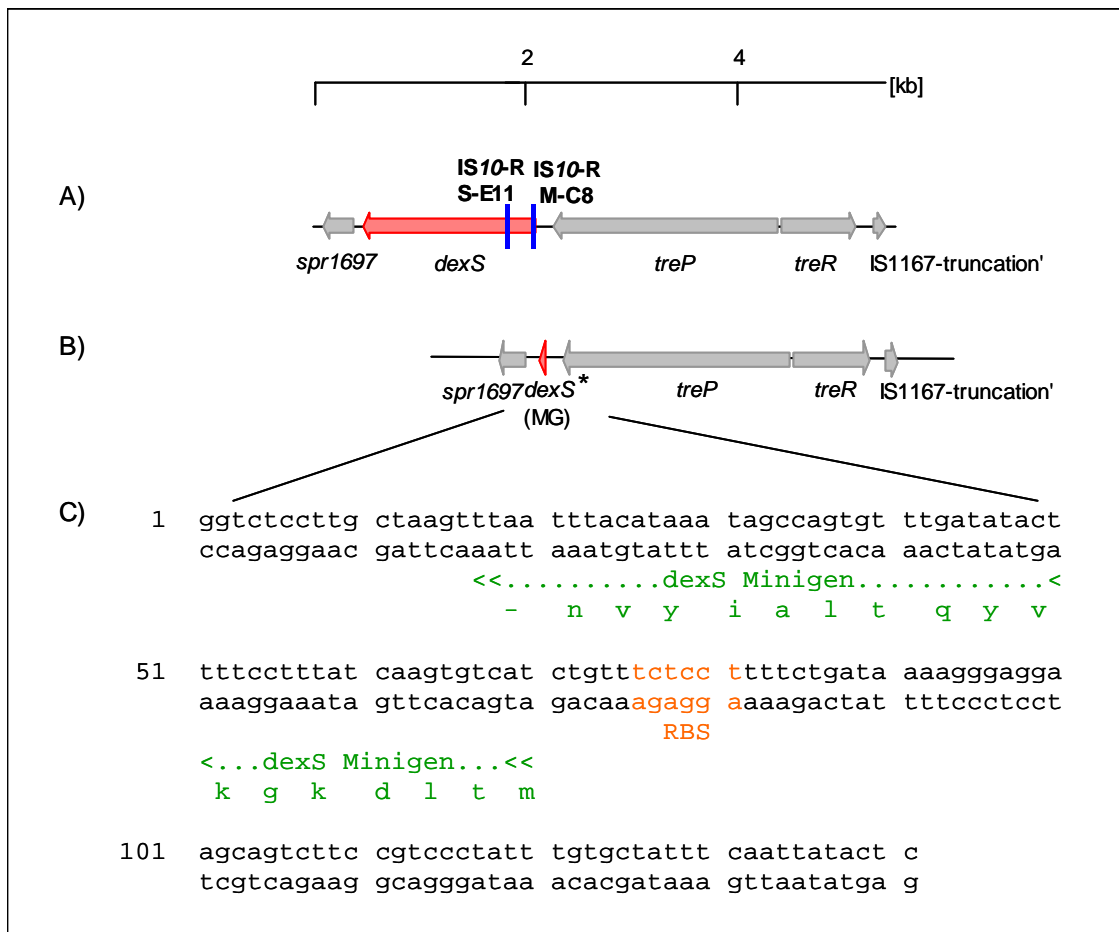 2 4
[kb]
IS10-R IS10-R
S-E11 M-C8
A)
spr1697 dexS treP treR IS1167-truncation'
B)
spr1697 dexS* treP treR IS1167-truncation'
(MG)
C)
1 ggtctccttg ctaagtttaa tttacataaa tagccagtgt ttgatatact
ccagaggaac gattcaaatt aaatgtattt atcggtcaca aactatatga
<<..........dexS Minigen............<
- n v y i a l t q y v
51 tttcctttat caagtgtcat ctgtttctcc ttttctgata aaagggagga
aaaggaaata gttcacagta gacaaagagg aaaagactat tttccctcct
RBS
<...dexS Minigen...<<
k g k d l t m
101 agcagtcttc cgtccctatt tgtgctattt caattatact c
tcgtcagaag gcagggataa acacgataaa gttaatatga g